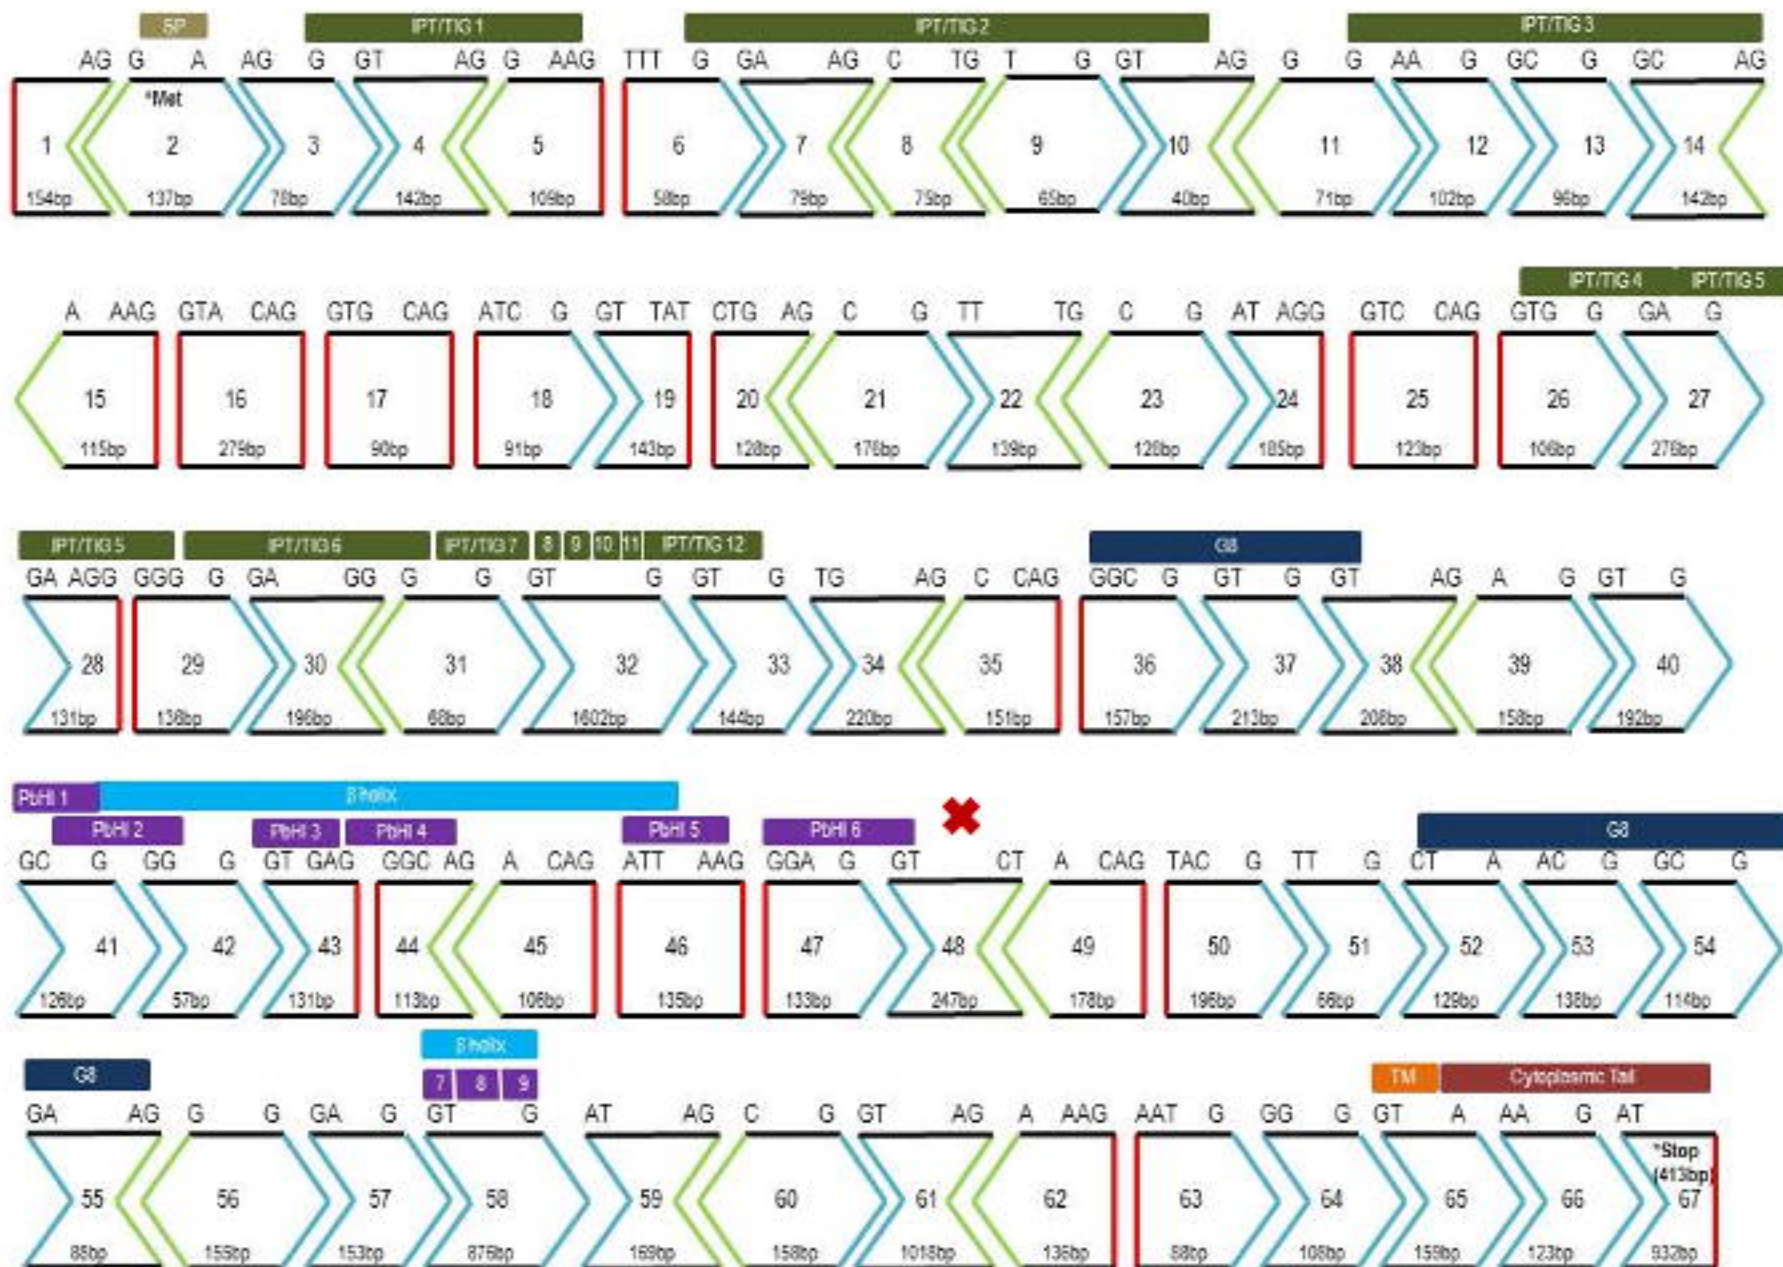 SP IPT/TIG 1 IPT/TIG 2 IPT/TIG 3
AG G A AG G GT AG G AAG TTT G GA AG C TG T G GT AG G G AA G GC G GC AG
*Met
1 2 3 4 5 6 7 8 9 10 11 12 13 14
154bp 137bp 78bp 142bp 109bp 58bp 79bp 75bp 65bp 40bp 71bp 102bp 96bp 142bp
IPT/TIG 4 IPT/TIG 5
A AAG GTA CAG GTG CAG ATC G GT TAT CTG AG C G TT TG C G AT AGG GTC CAG GTG G GA G
15 16 17 18 19 20 21 22 23 24 25 26 27
115bp 279bp 90bp 91bp 143bp 128bp 176bp 139bp 126bp 185bp 123bp 106bp 276bp
IPT/TIG 5 IPT/TIG 6 IPT/TIG 7 8 9 10 11 IPT/TIG 12 G8
GA AGG GGG G GA GG G G GT G GT G TG AG C CAG GGC G GT G GT AG A G GT G
28 29 30 31 32 33 34 35 36 37 38 39 40
131bp 136bp 196bp 68bp 1602bp 144bp 220bp 151bp 157bp 213bp 208bp 158bp 192bp
PbHI 1 β helix
PbHI 2 PbHI 3 PbHI 4 PbHI 5 PbHI 6 G8
GC G GG G GT GAG GGC AG A CAG ATT AAG GGA G GT CT A CAG TAC G TT G CT A AC G GC G
41 42 43 44 45 46 47 48 49 50 51 52 53 54
126bp 57bp 131bp 113bp 106bp 135bp 133bp 247bp 178bp 196bp 66bp 129bp 138bp 114bp
β helix
G8 7 8 9 TM Cytoplasmic Tail
GA AG G G GA G GT G AT AG C G GT AG A AAG AAT G GG G GT A AA G AT
*Stop
(413bp)
55 56 57 58 59 60 61 62 63 64 65 66 67
88bp 155bp 153bp 876bp 169bp 158bp 1018bp 136bp 88bp 108bp 159bp 123bp 932bp